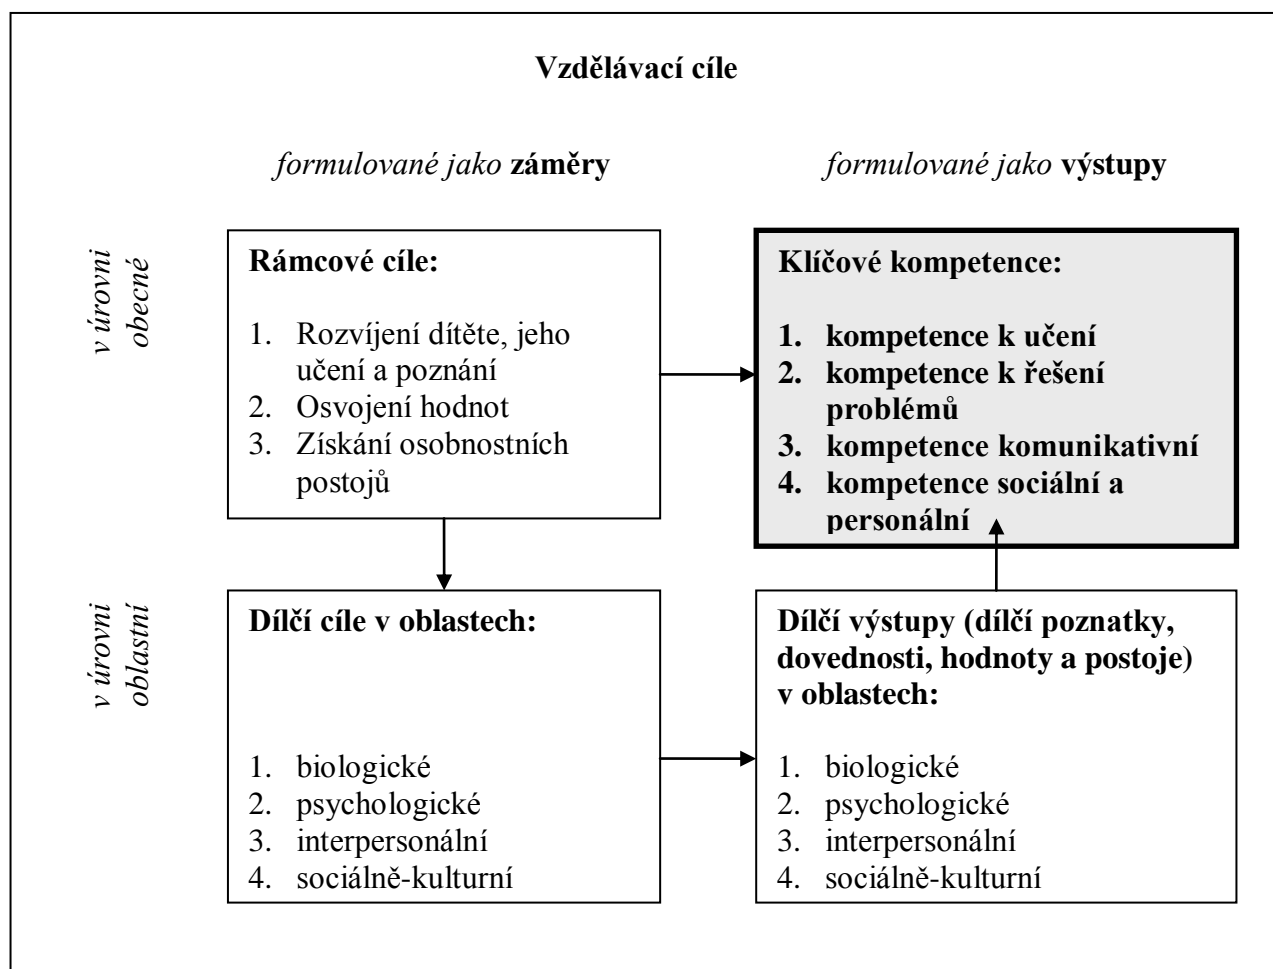 Vzdělávací cíle
formulované jako záměry
formulované jako výstupy
v úrovni
obecné
Rámcové cíle:
1. Rozvíjení dítěte, jeho
učení a poznání
2. Osvojení hodnot
3. Získání osobnostních
postojů
Klíčové kompetence:
1. kompetence k učení
2. kompetence k řešení
problémů
3. kompetence komunikativní
4. kompetence sociální a
personální
v úrovni
oblastní
Dílčí cíle v oblastech:
1. biologické
2. psychologické
3. interpersonální
4. sociálně-kulturní
Dílčí výstupy (dílčí poznatky,
dovednosti, hodnoty a postoje)
v oblastech:
1. biologické
2. psychologické
3. interpersonální
4. sociálně-kulturní